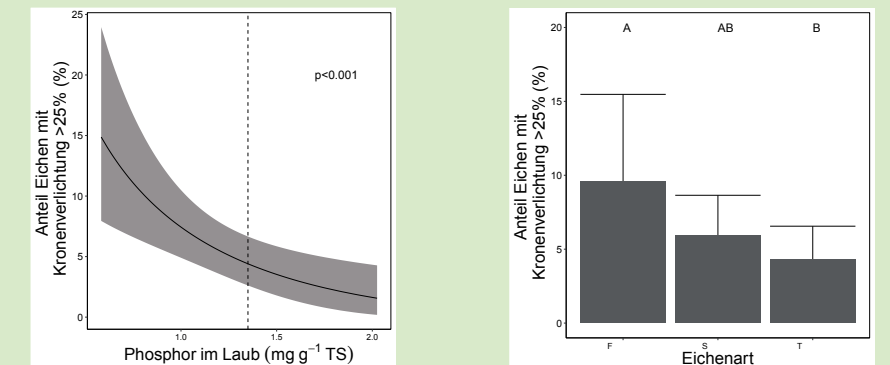 Anteil Eichen mit
Kronenverlichtung >25% (%)
25
20
15
10
5
0
p<0.001
1.0 1.5 2.0
Phosphor im Laub (mg g⁻¹ TS)
Anteil Eichen mit
Kronenverlichtung >25% (%)
20
15
10
5
0
A AB B
F S T
Eichenart